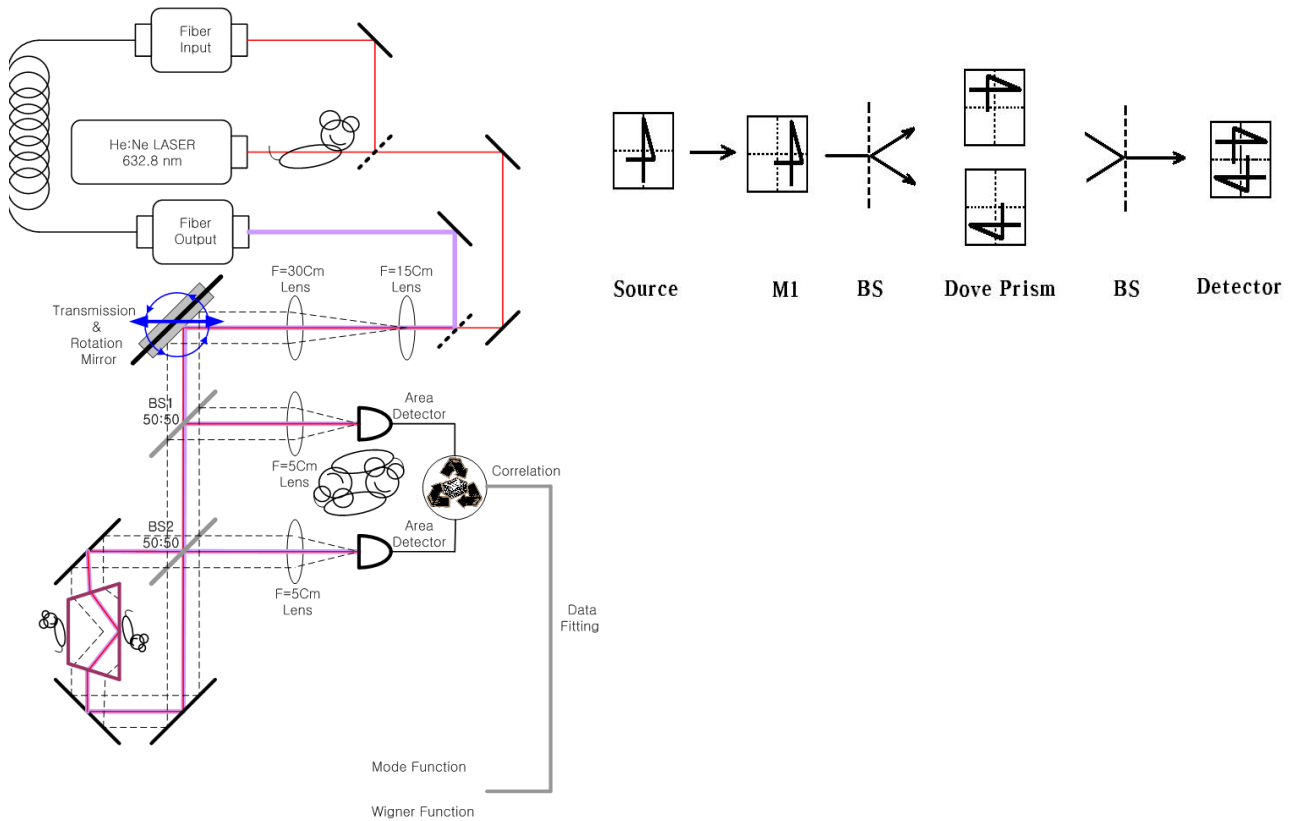 Fiber
Input
He:Ne LASER
632.8 nm
Fiber
Output
F=30Cm
Lens
F=15Cm
Lens
Transmission
&
Rotation
Mirror
BS1
50:50
Area
Detector
F=5Cm
Lens
Correlation
BS2
50:50
Area
Detector
F=5Cm
Lens
Data
Fitting
Mode Function
Wigner Function
Source
M1
BS
Dove Prism
BS
Detector